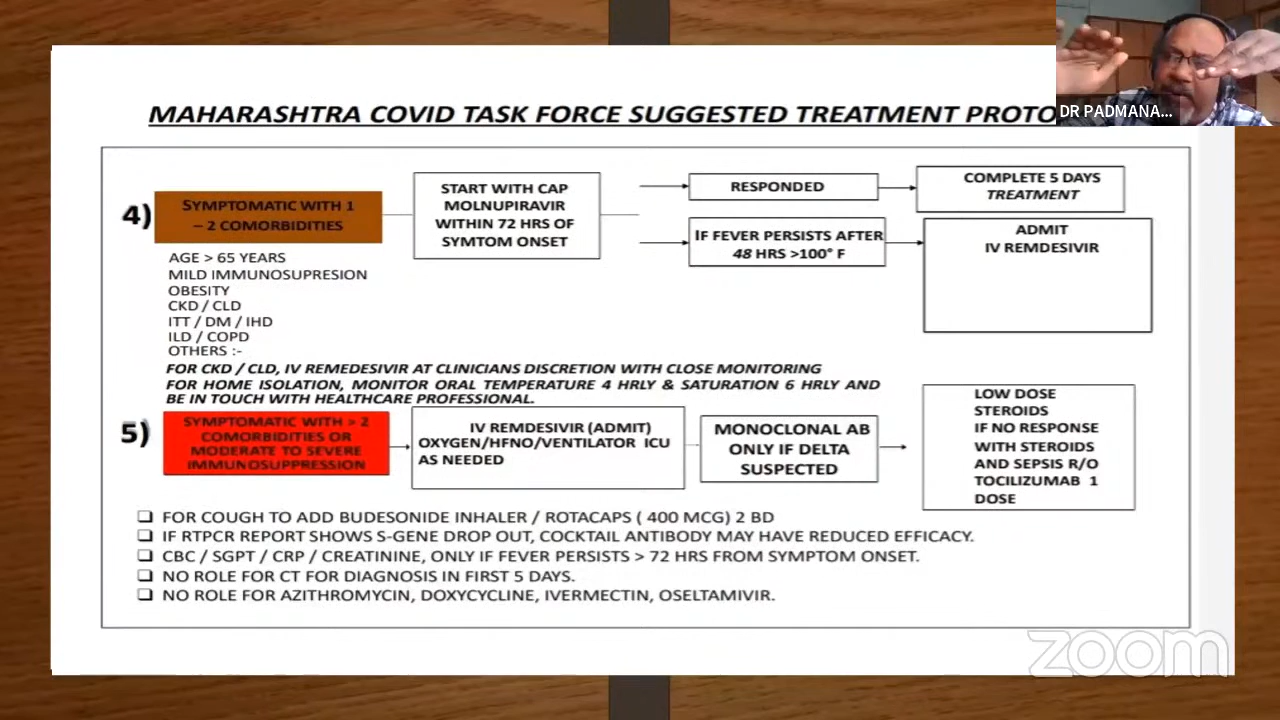 DR PADMANA...
MAHARASHTRA COVID TASK FORCE SUGGESTED TREATMENT PROTO
4)
SYMPTOMATIC WITH 1
– 2 COMORBIDITIES
START WITH CAP
MOLNUPIRAVIR
WITHIN 72 HRS OF
SYMTOM ONSET
RESPONDED
COMPLETE 5 DAYS
TREATMENT
IF FEVER PERSISTS AFTER
48 HRS >100° F
ADMIT
IV REMDESIVIR
AGE > 65 YEARS
MILD IMMUNOSUPRESION
OBESITY
CKD / CLD
ITT / DM / IHD
ILD / COPD
OTHERS :-
FOR CKD / CLD, IV REMEDESIVIR AT CLINICIANS DISCRETION WITH CLOSE MONITORING
FOR HOME ISOLATION, MONITOR ORAL TEMPERATURE 4 HRLY & SATURATION 6 HRLY AND
BE IN TOUCH WITH HEALTHCARE PROFESSIONAL.
5)
SYMPTOMATIC WITH > 2
COMORBIDITIES OR
MODERATE TO SEVERE
IMMUNOSUPPRESSION
IV REMDESIVIR (ADMIT)
OXYGEN/HFNO/VENTILATOR ICU
AS NEEDED
MONOCLONAL AB
ONLY IF DELTA
SUSPECTED
LOW DOSE
STEROIDS
IF NO RESPONSE
WITH STEROIDS
AND SEPSIS R/O
TOCILIZUMAB 1
DOSE
❑ FOR COUGH TO ADD BUDESONIDE INHALER / ROTACAPS ( 400 MCG) 2 BD
❑ IF RTPCR REPORT SHOWS S-GENE DROP OUT, COCKTAIL ANTIBODY MAY HAVE REDUCED EFFICACY.
❑ CBC / SGPT / CRP / CREATININE, ONLY IF FEVER PERSISTS > 72 HRS FROM SYMPTOM ONSET.
❑ NO ROLE FOR CT FOR DIAGNOSIS IN FIRST 5 DAYS.
❑ NO ROLE FOR AZITHROMYCIN, DOXYCYCLINE, IVERMECTIN, OSELTAMIVIR.
zoom